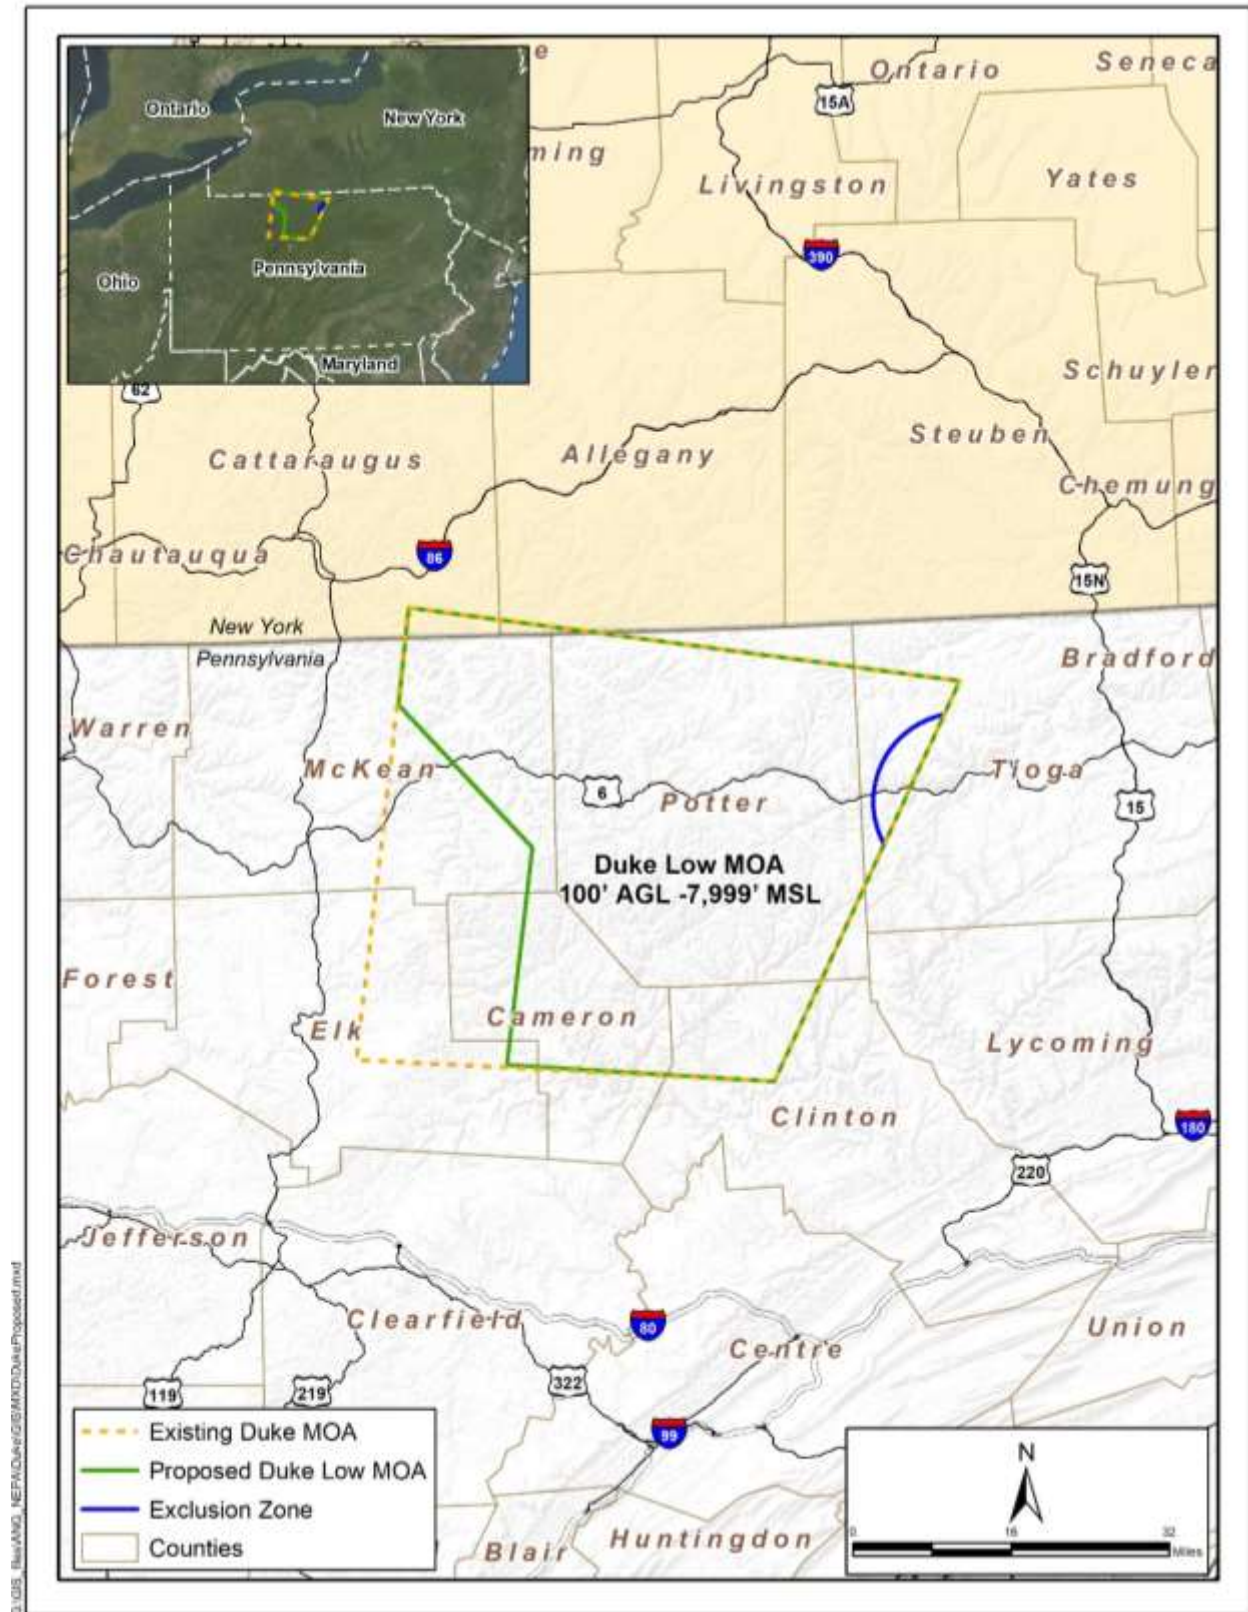 e
Ontario
Seneca
15A
Ontario
New York
ming
Livingston
Yates
390
Pennsylvania
Ohio
Maryland
62
Schuyler
Steuben
Cattaraugus
Allegany
Chemung
Chautauqua
86
15N
New York
Pennsylvania
Bradford
Warren
McKean
Tioga
6
Potter
15
Duke Low MOA
100' AGL -7,999' MSL
Forest
Elk
Cameron
Lycoming
Clinton
180
220
Jefferson
Clearfield
80
Centre
Union
119
219
322
99
Existing Duke MOA
Proposed Duke Low MOA
Exclusion Zone
Counties
N
0 16 32
Miles
Blair
Huntingdon